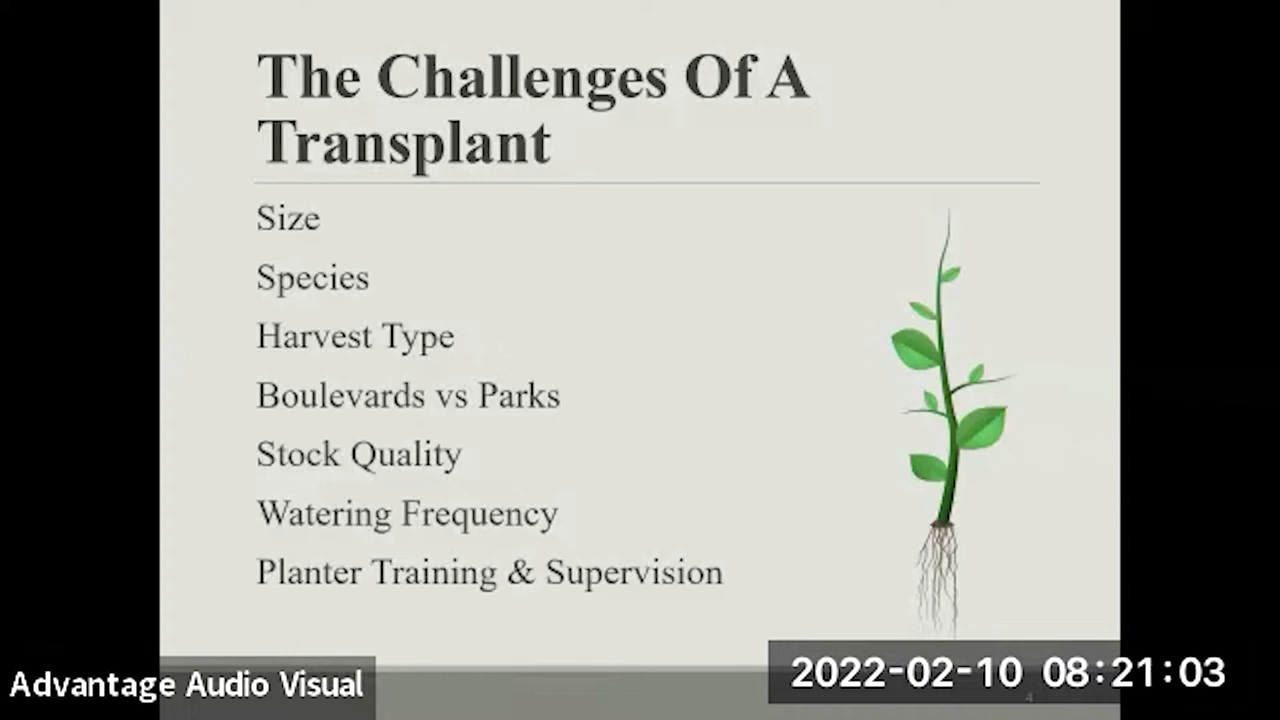 The Challenges Of A
Transplant
Size
Species
Harvest Type
Boulevards vs Parks
Stock Quality
Watering Frequency
Planter Training & Supervision
Advantage Audio Visual
2022-02-10 08:21:03
4